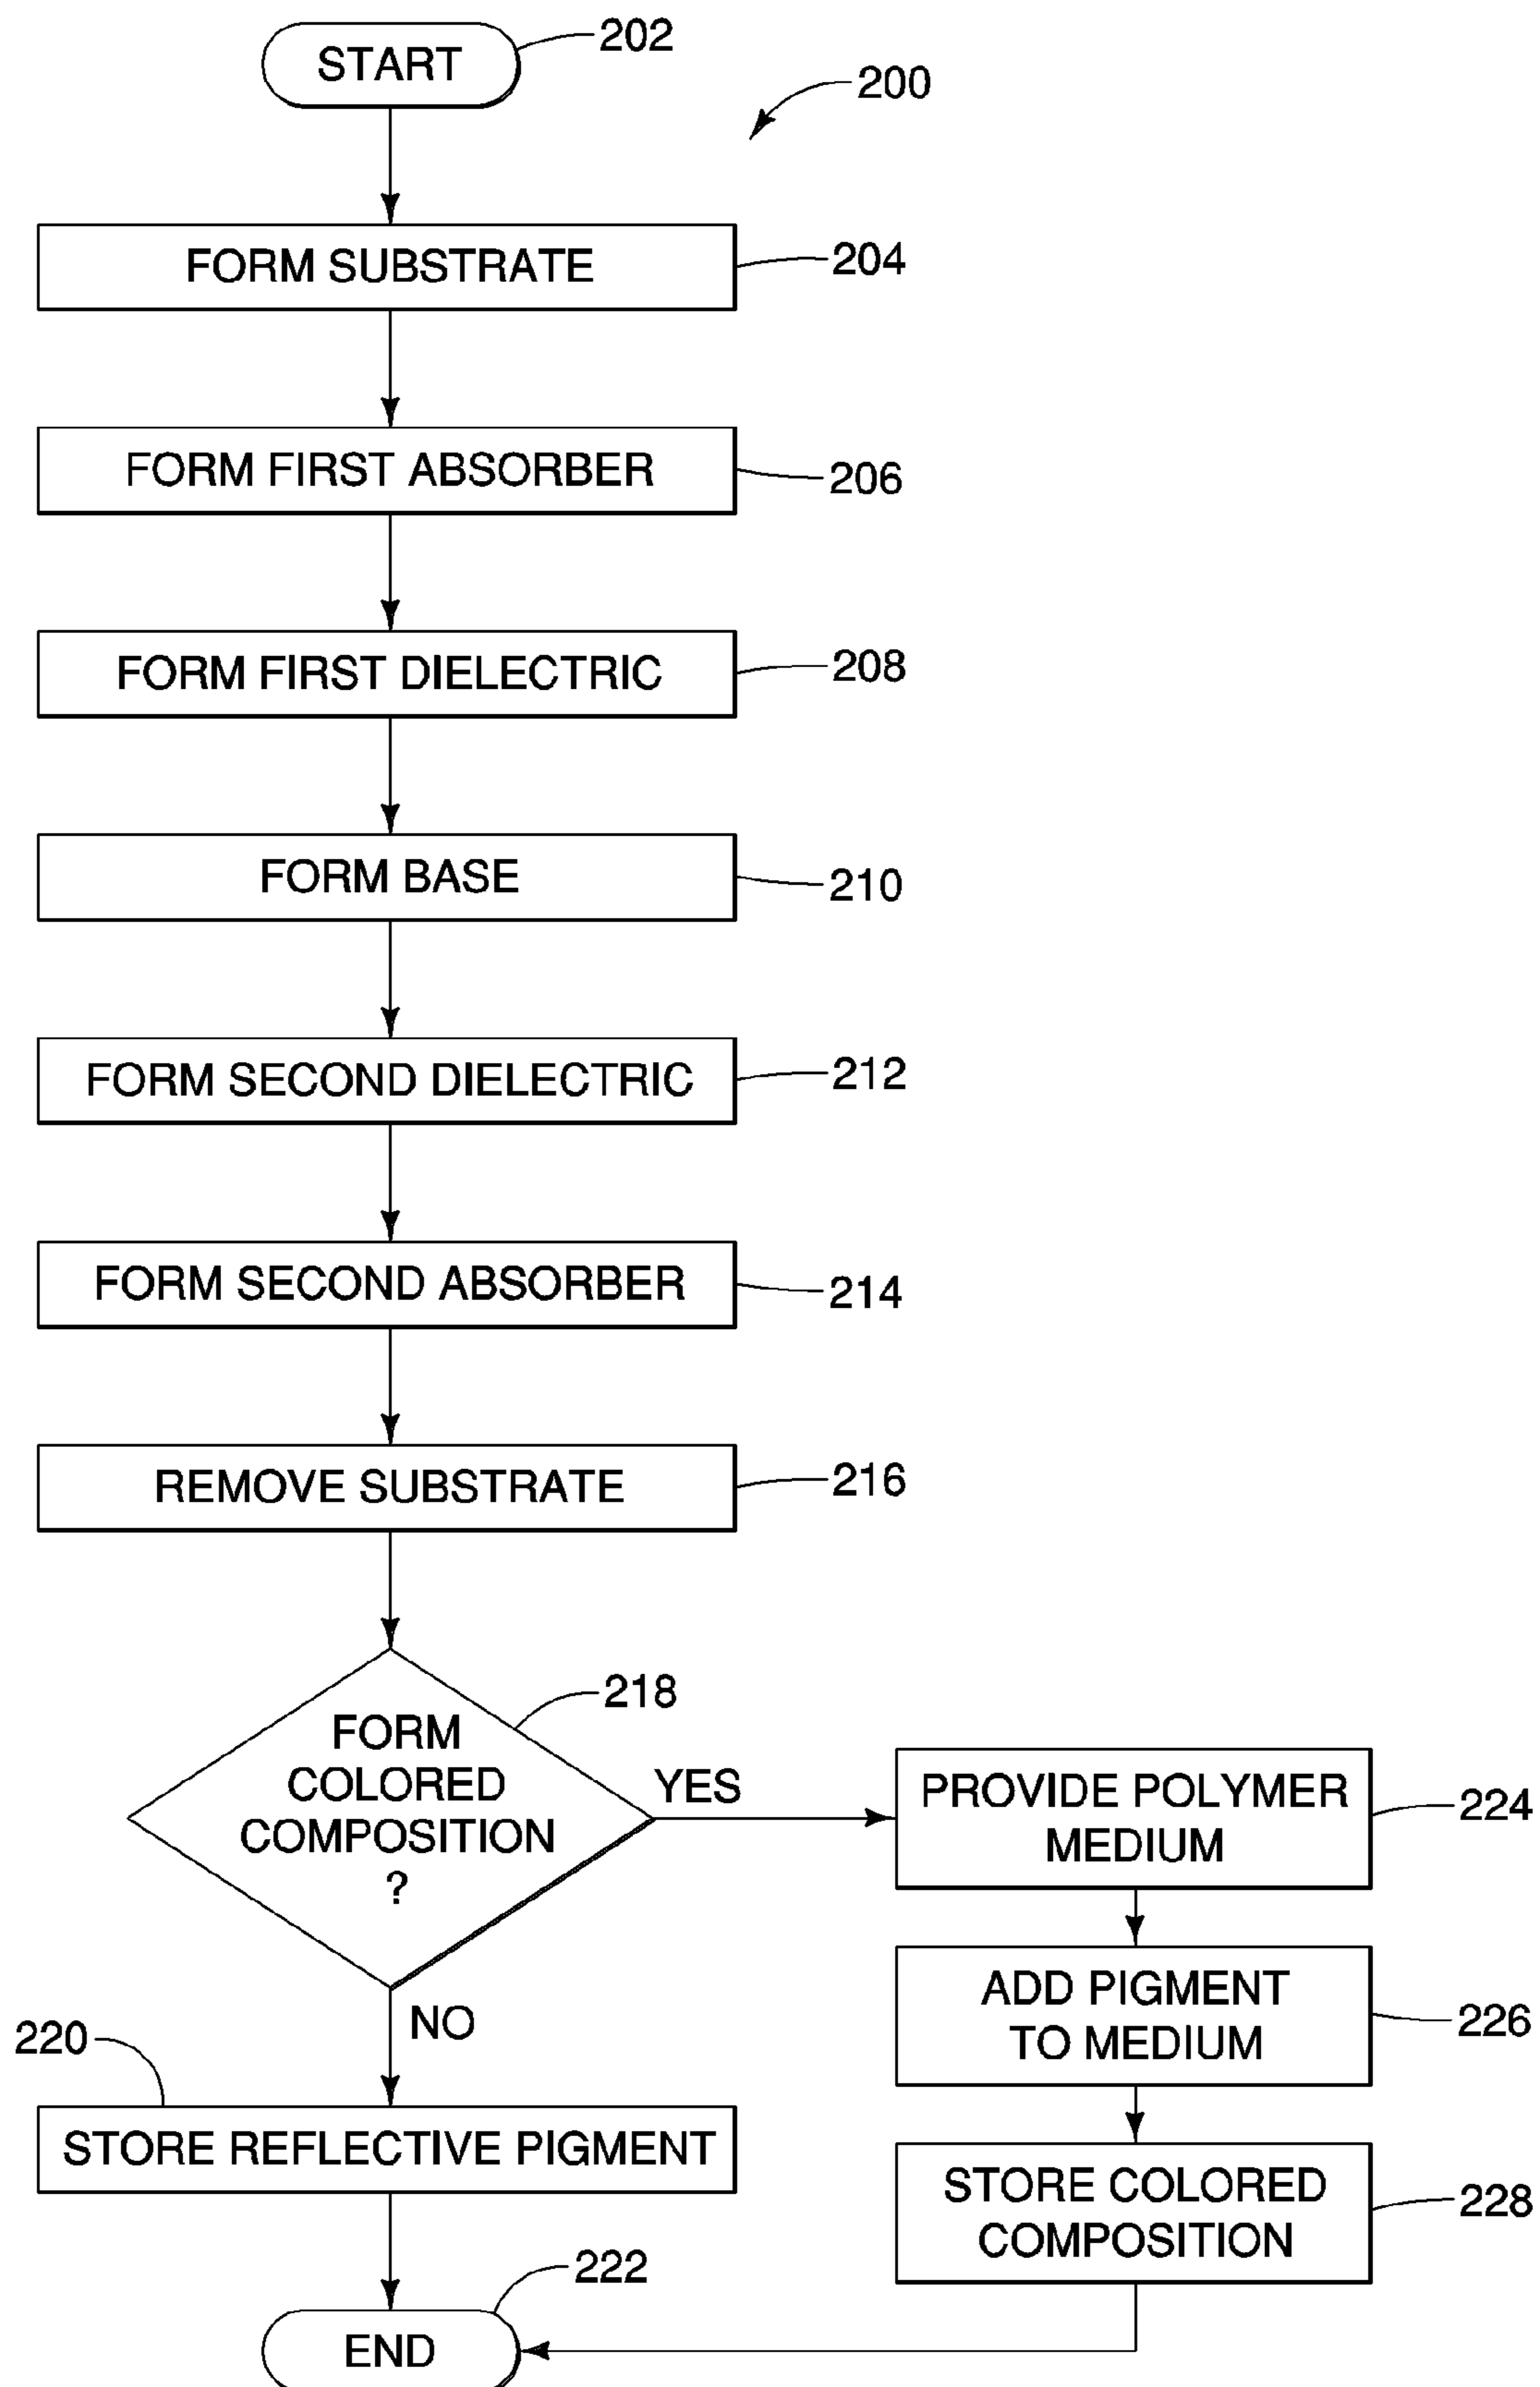 START
202
200
FORM SUBSTRATE
204
FORM FIRST ABSORBER
206
FORM FIRST DIELECTRIC
208
FORM BASE
210
FORM SECOND DIELECTRIC
212
FORM SECOND ABSORBER
214
REMOVE SUBSTRATE
216
FORM
COLORED
COMPOSITION
?
218
YES
PROVIDE POLYMER
MEDIUM
224
ADD PIGMENT
TO MEDIUM
226
NO
220
STORE REFLECTIVE PIGMENT
STORE COLORED
COMPOSITION
228
222
END